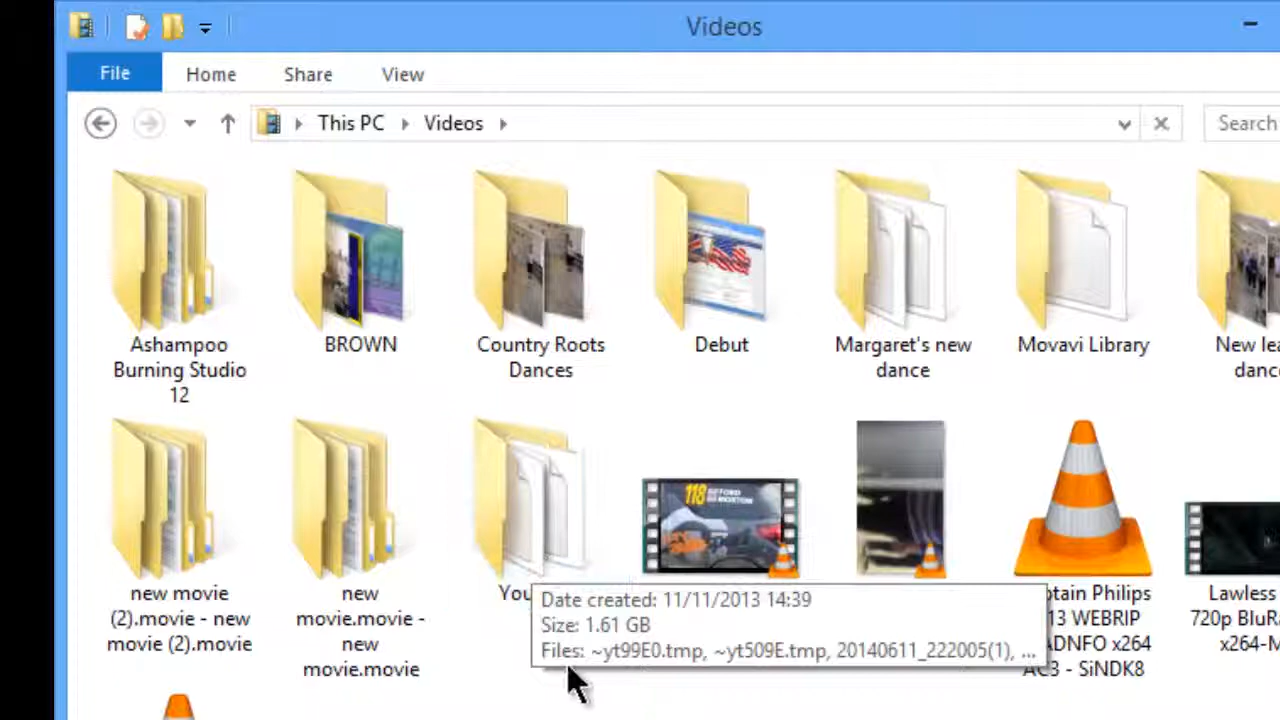 Videos
File Home Share View
This PC Videos Search
Ashampoo
Burning Studio
12
BROWN
Country Roots
Dances
Debut
Margaret's new
dance
Movavi Library
New lea
danc
new movie
(2).movie - new
movie (2).movie
new
movie.movie -
new
movie.movie
You
118
Date created: 11/11/2013 14:39
Size: 1.61 GB
Files: ~yt99E0.tmp, ~yt509E.tmp, 20140611_222005(1), ...
ptain Philips
13 WEBRIP
ADNFO x264
AC3 - SiNDK8
Lawless
720p BluRa
x264-M